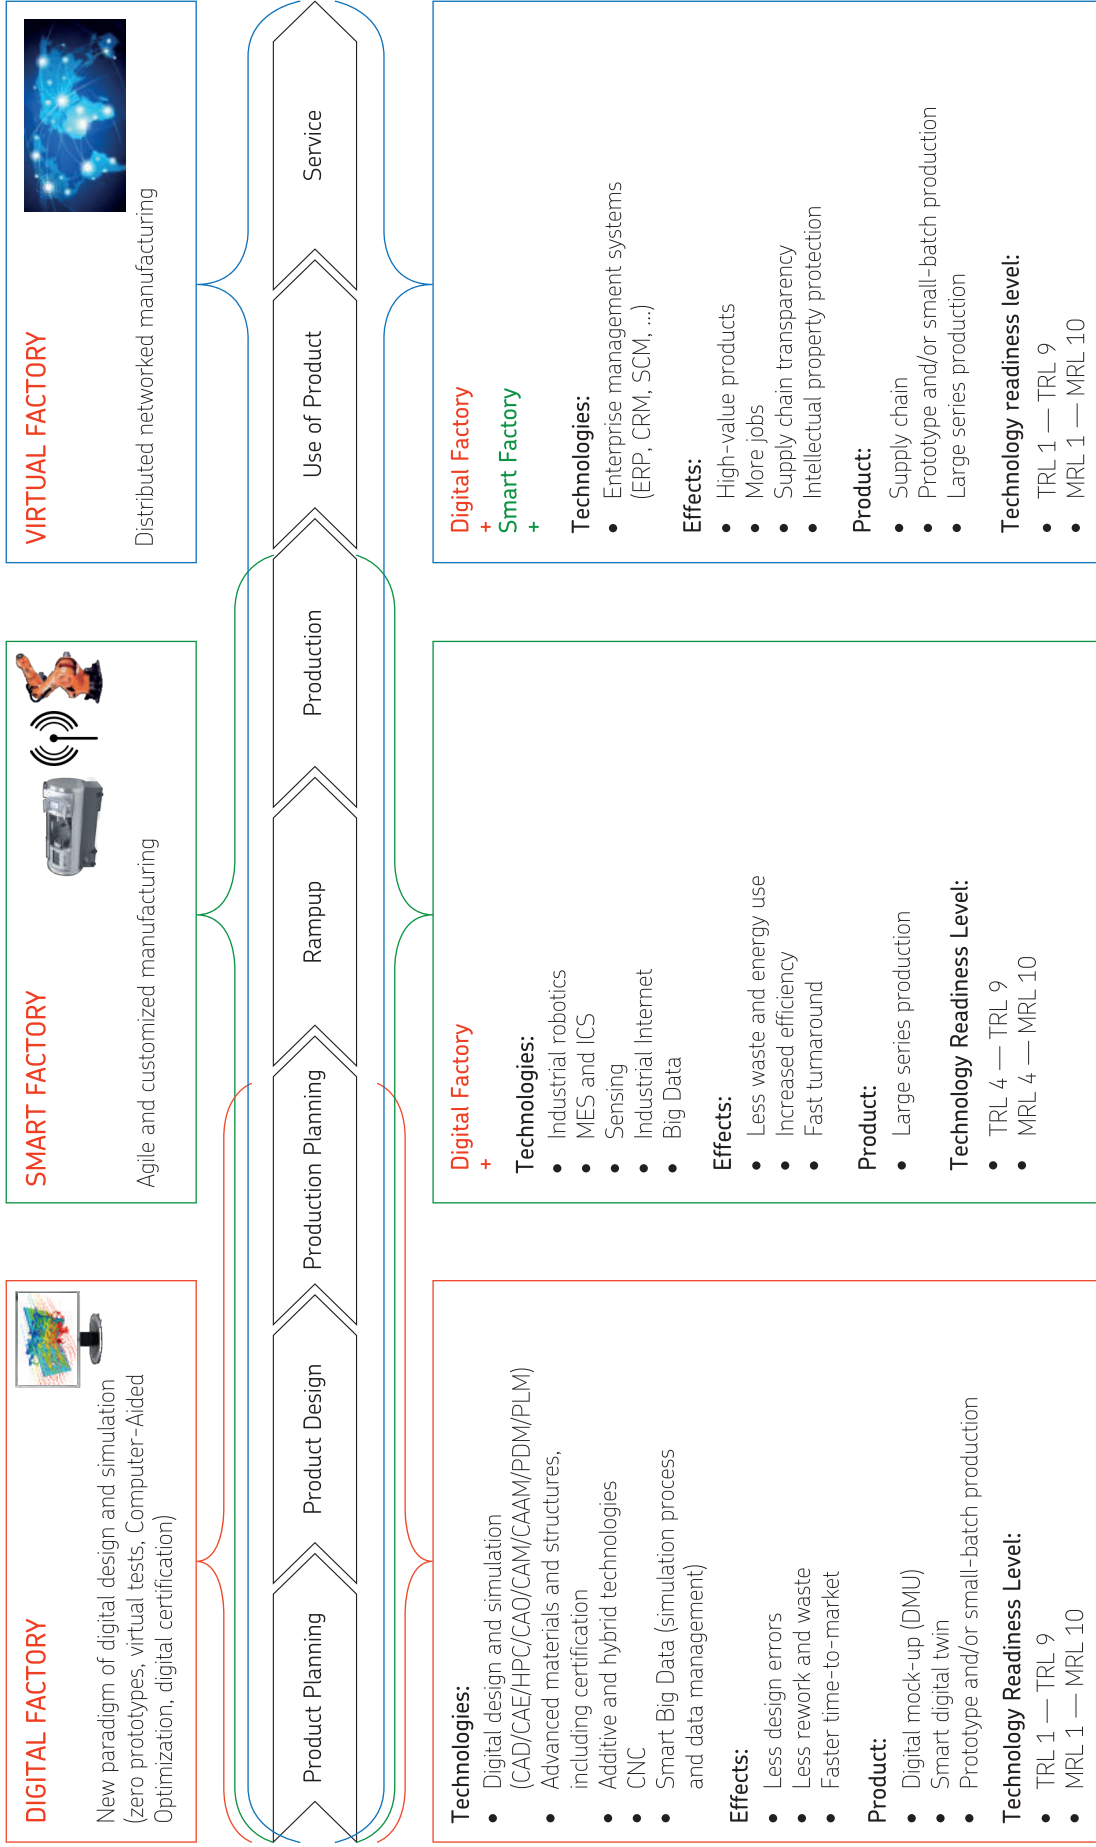 DIGITAL FACTORY
New paradigm of digital design and simulation
(zero prototypes, virtual tests, Computer-Aided
Optimization, digital certification)
SMART FACTORY
Agile and customized manufacturing
VIRTUAL FACTORY
Distributed networked manufacturing
Product Planning
Product Design
Production Planning
Rampup
Production
Use of Product
Service
Technologies:
• Digital design and simulation
(CAD/CAE/HPC/CAO/CAM/CAAM/PDM/PLM)
• Advanced materials and structures,
including certification
• Additive and hybrid technologies
• CNC
• Smart Big Data (simulation process
and data management)
Effects:
• Less design errors
• Less rework and waste
• Faster time-to-market
Product:
• Digital mock-up (DMU)
• Smart digital twin
• Prototype and/or small-batch production
Technology Readiness Level:
• TRL 1 — TRL 9
• MRL 1 — MRL 10
Digital Factory
+
Technologies:
• Industrial robotics
• MES and ICS
• Sensing
• Industrial Internet
• Big Data
Effects:
• Less waste and energy use
• Increased efficiency
• Fast turnaround
Product:
• Large series production
Technology Readiness Level:
• TRL 4 — TRL 9
• MRL 4 — MRL 10
Digital Factory
+
Smart Factory
+
Technologies:
• Enterprise management systems
(ERP, CRM, SCM, ...)
Effects:
• High-value products
• More jobs
• Supply chain transparency
• Intellectual property protection
Product:
• Supply chain
• Prototype and/or small-batch production
• Large series production
Technology readiness level:
• TRL 1 — TRL 9
• MRL 1 — MRL 10